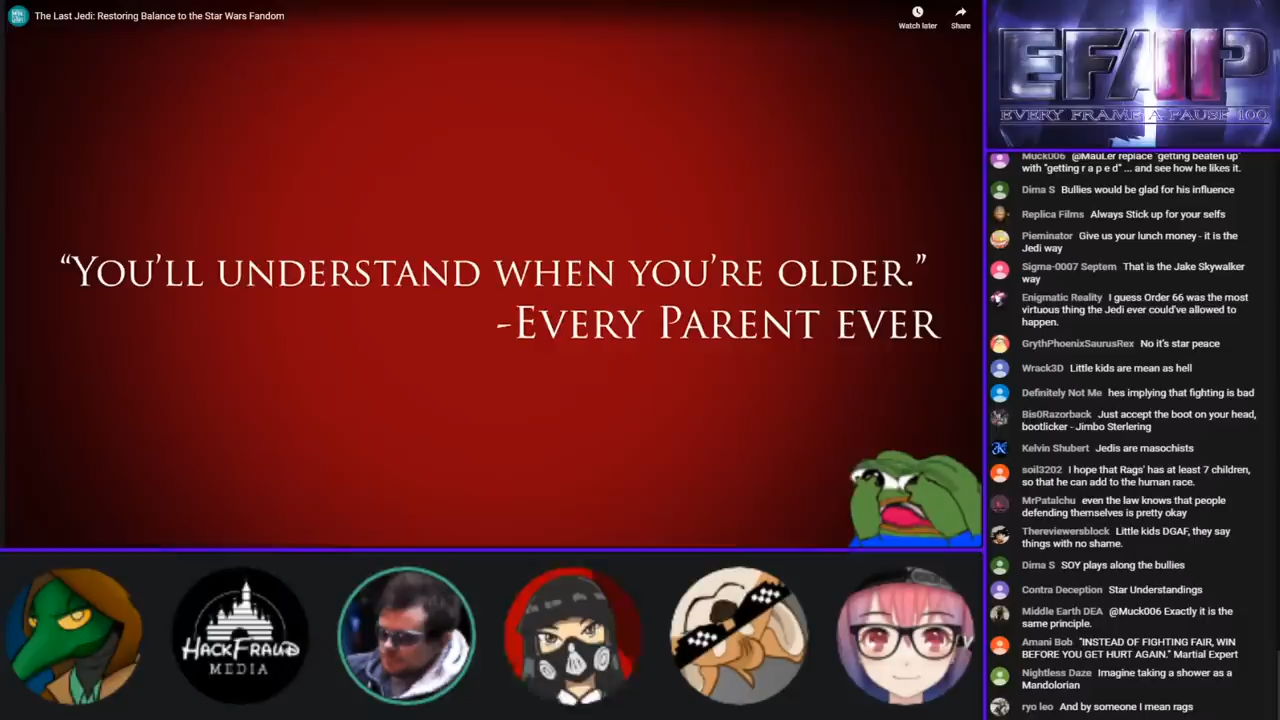 The Last Jedi: Restoring Balance to the Star Wars Fandom
Watch later
Share
“You’ll understand when you’re older.”
-Every Parent ever
HackFraud
MEDIA
EFAP
EVERY FRAME A PAUSE 100
Muck006 @MauLer replace "getting beaten up"
with "getting r a p e d" ... and see how he likes it.
Dima S Bullies would be glad for his influence
Replica Films Always Stick up for your selfs
Pieminator Give us your lunch money - it is the
Jedi way
Sigma-0007 Septem That is the Jake Skywalker
way
Enigmatic Reality I guess Order 66 was the most
virtuous thing the Jedi ever could've allowed to
happen.
GrythPhoenixSaurusRex No it's star peace
Wrack3D Little kids are mean as hell
Definitely Not Me hes implying that fighting is bad
Bis0Razorback Just accept the boot on your head,
bootlicker - Jimbo Sterlering
Kelvin Shubert Jedis are masochists
soil3202 I hope that Rags' has at least 7 children,
so that he can add to the human race.
MrPatalchu even the law knows that people
defending themselves is pretty okay
Thereviewersblock Little kids DGAF, they say
things with no shame.
Dima S SOY plays along the bullies
Contra Deception Star Understandings
Middle Earth DEA @Muck006 Exactly it is the
same principle.
Amani Bob "INSTEAD OF FIGHTING FAIR, WIN
BEFORE YOU GET HURT AGAIN." Martial Expert
Nightless Daze Imagine taking a shower as a
Mandolorian
ryo leo And by someone I mean rags